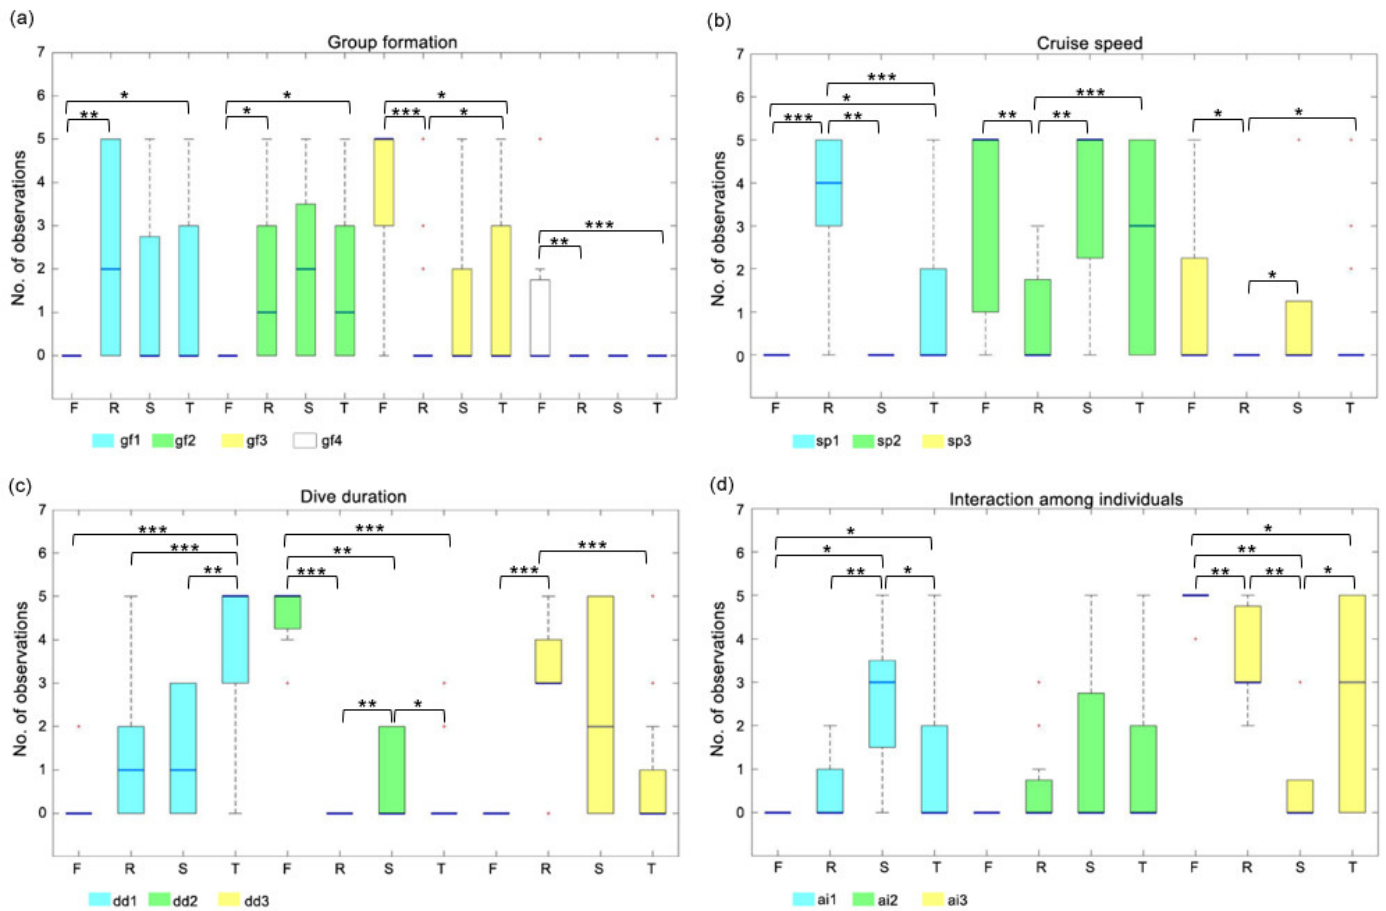 (a)
Group formation
No. of observations
7
6
5
4
3
2
1
0
* ** * * * *** * *** **
F R S T F R S T F R S T F R S T
gf1 gf2 gf3 gf4
(b)
Cruise speed
No. of observations
7
6
5
4
3
2
1
0
*** * *** ** *** ** ** * * *
F R S T F R S T F R S T
sp1 sp2 sp3
(c)
Dive duration
No. of observations
7
6
5
4
3
2
1
0
*** *** ** *** ** *** ** * *** ***
F R S T F R S T F R S T
dd1 dd2 dd3
(d)
Interaction among individuals
No. of observations
7
6
5
4
3
2
1
0
* * ** * * ** ** ** *
F R S T F R S T F R S T
ai1 ai2 ai3